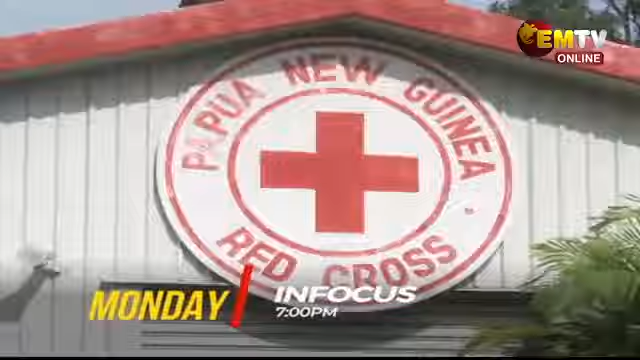 EMTV
ONLINE
PAPUA NEW GUINEA
RED CROSS
MONDAY
INFOCUS
7:00PM